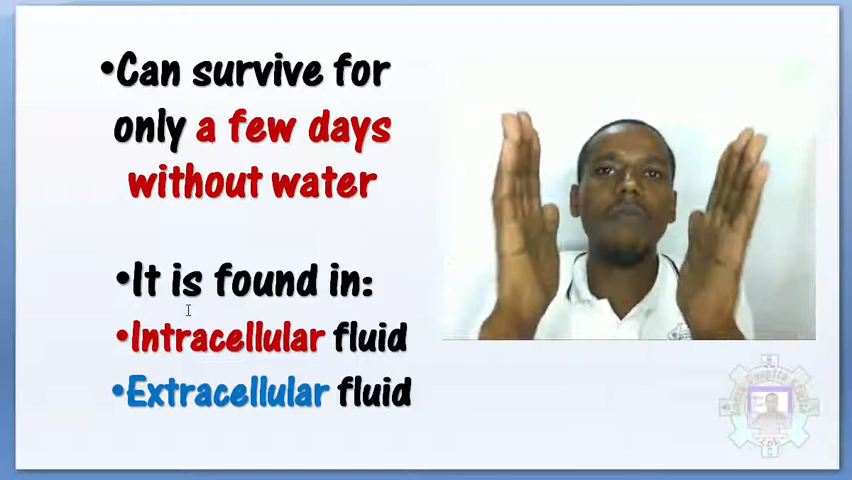 •Can survive for
only a few days
without water
•It is found in:
•Intracellular fluid
•Extracellular fluid